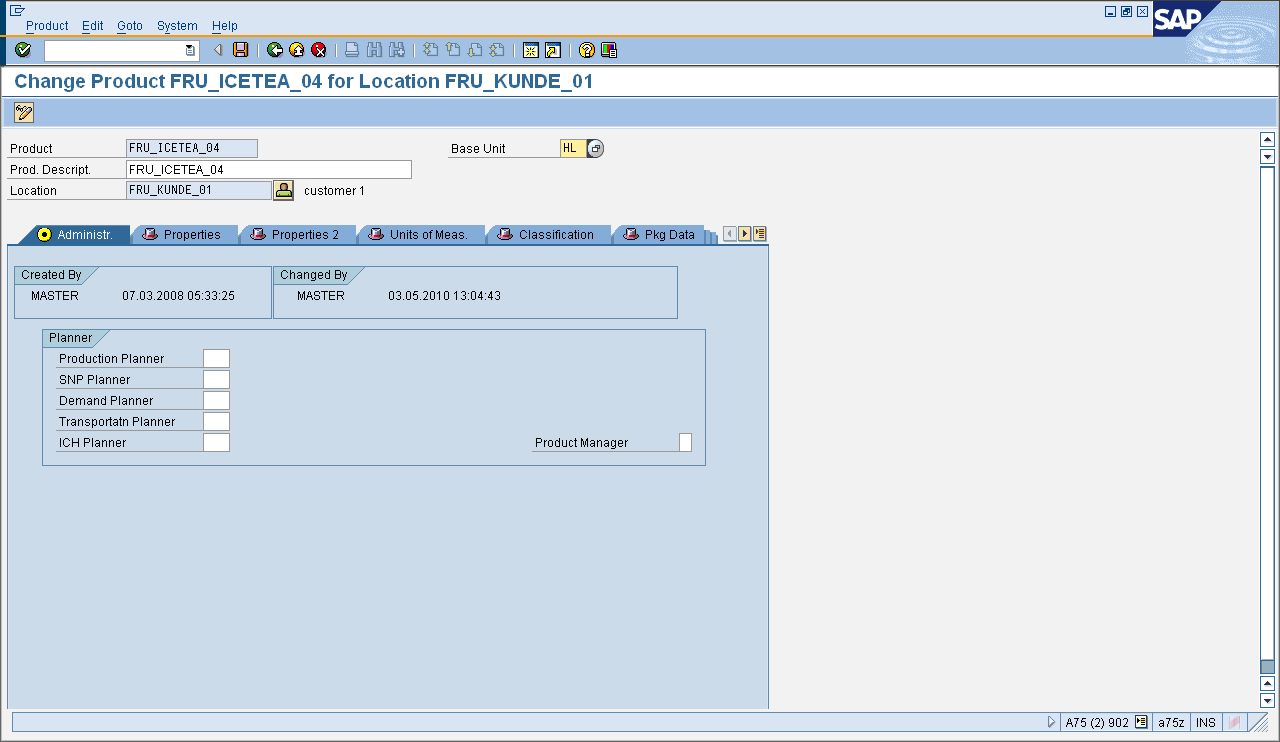 Product Edit Goto System Help
SAP
Change Product FRU_ICETEA_04 for Location FRU_KUNDE_01
Product FRU_ICETEA_04 Base Unit HL
Prod. Descript. FRU_ICETEA_04
Location FRU_KUNDE_01 customer 1
Administr. Properties Properties 2 Units of Meas. Classification Pkg Data
Created By Changed By
MASTER 07.03.2008 05:33:25 MASTER 03.05.2010 13:04:43
Planner
Production Planner
SNP Planner
Demand Planner
Transportatn Planner
ICH Planner Product Manager
A75 (2) 902 a75z INS